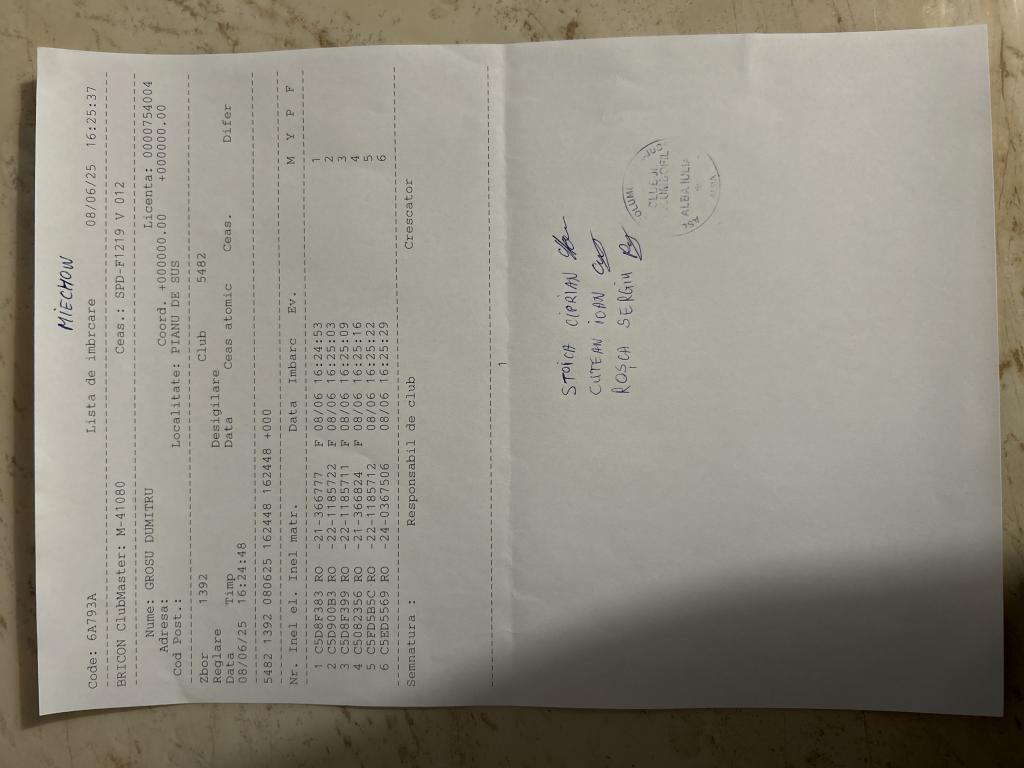 MIECHOW
Code: 6A793A Lista de imbrcare 08/06/25 16:25:37
BRICON ClubMaster: M-41080 Ceas.: SPD-F1219 V 012
Nume: GROSU DUMITRU Licenta: 0000754004
Adresa: Coord. +000000.00 +000000.00
Cod Post.: Localitate: PIANU DE SUS
Zbor 1392 Club 5482
Reglare Desigilare
Data Timp Data Ceas atomic Ceas. Difer
08/06/25 16:24:48
5482 1392 080625 162448 162448 +000
Nr. Inel el. Inel matr. Data Imbarc Ev. M Y P F
1 C5D8F383 RO -21-366777 F 08/06 16:24:53 1
2 C5D900B3 RO -22-1185722 F 08/06 16:25:03 2
3 C5D8F399 RO -22-1185711 F 08/06 16:25:09 3
4 C5082356 RO -21-366824 F 08/06 16:25:16 4
5 C5FD5B5C RO -22-1185712 08/06 16:25:22 5
6 C5ED5569 RO -24-0367506 08/06 16:25:29 6
Semnatura : Responsabil de club Crescator
1
STOICA CIPRIAN
CUTEAN IOAN
ROȘCA SERGIU
ALBA IULIA